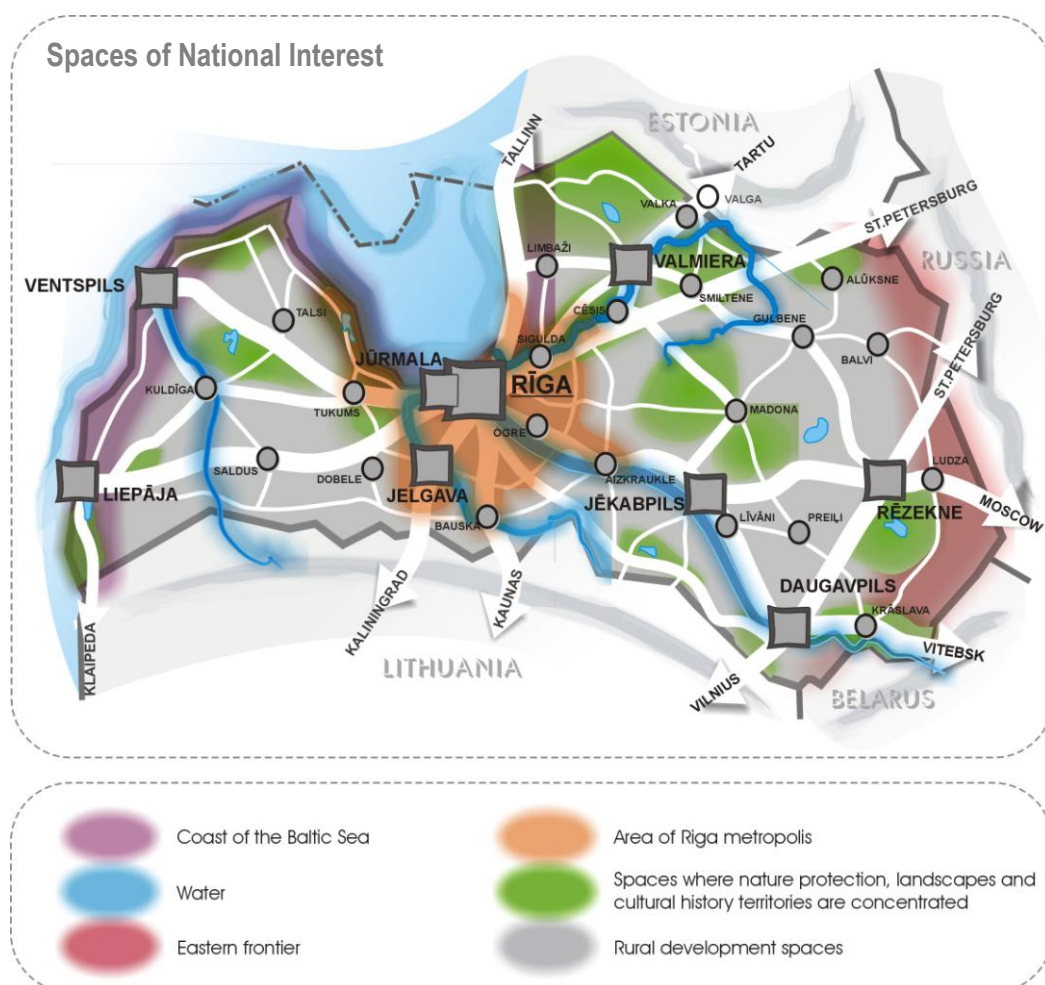 Spaces of National Interest
ESTONIA
TALLINN
TARTU
VALKA
VALGA
ST.PETERSBURG
RUSSIA
LIMBAŽI
VALMIERA
VENTSPILS
SMILTENE
ALŪKSNE
CĒSIS
TALSI
GULBENE
SIGULDA
BALVI
ST.PETERSBURG
JŪRMALA
RĪGA
KULDĪGA
TUKUMS
MADONA
OGRE
SALDUS
DOBELE
AIZKRAUKLE
LUDZA
LIEPĀJA
JELGAVA
JĒKABPILS
RĒZEKNE
MOSCOW
BAUSKA
LĪVĀNI
PREIĻI
DAUGAVPILS
KRĀSLAVA
KLAIPEDA
KALININGRAD
KAUNAS
LITHUANIA
VILNIUS
VITEBSK
BELARUS
Coast of the Baltic Sea
Water
Eastern frontier
Area of Riga metropolis
Spaces where nature protection, landscapes and
cultural history territories are concentrated
Rural development spaces